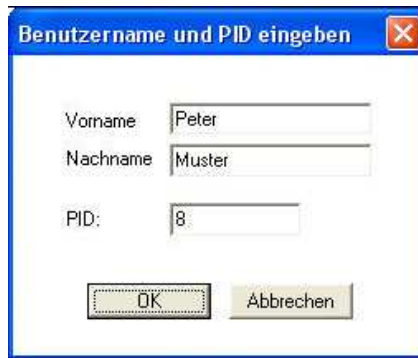 Benutzername und PID eingeben
Vorname Peter
Nachname Muster
PID: 8
OK Abbrechen